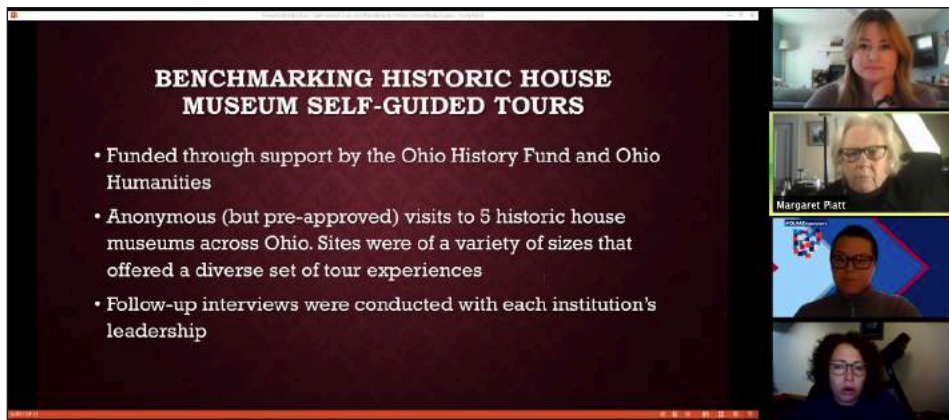 BENCHMARKING HISTORIC HOUSE
MUSEUM SELF-GUIDED TOURS
• Funded through support by the Ohio History Fund and Ohio
Humanities
• Anonymous (but pre-approved) visits to 5 historic house
museums across Ohio. Sites were of a variety of sizes that
offered a diverse set of tour experiences
• Follow-up interviews were conducted with each institution's
leadership
Margaret Piatt